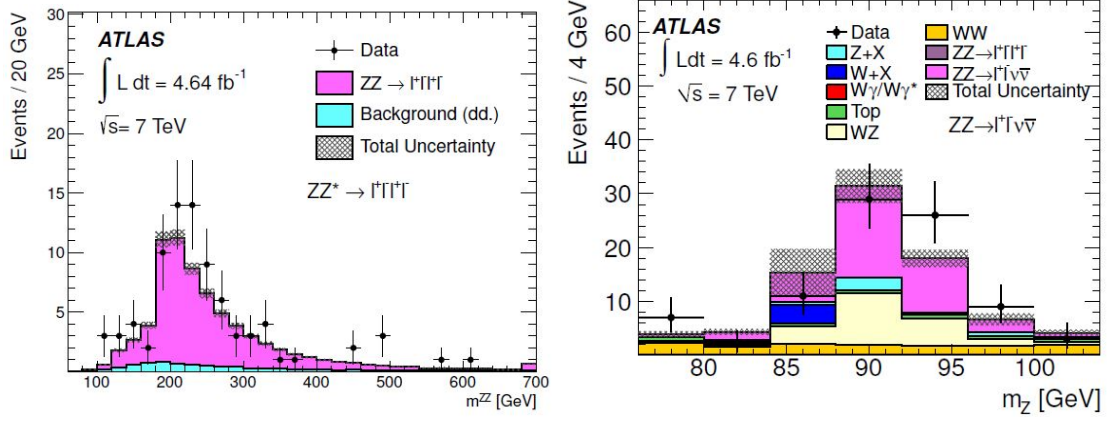 ATLAS
∫ L dt = 4.64 fb⁻¹
√s = 7 TeV
Data
ZZ → l⁺l⁻l⁺l⁻
Background (dd.)
Total Uncertainty
ZZ* → l⁺l⁻l⁺l⁻
Events / 20 GeV
30
25
20
15
10
5
100 200 300 400 500 600 700
mᶻᶻ [GeV]
ATLAS
∫ Ldt = 4.6 fb⁻¹
√s = 7 TeV
Data
Z+X
W+X
Wγ/Wγ*
Top
WZ
WW
ZZ→l⁺l⁻l⁺l⁻
ZZ→l⁺l⁻νν̅
Total Uncertainty
ZZ→l⁺l⁻νν̅
Events / 4 GeV
60
50
40
30
20
10
80 85 90 95 100
m_Z [GeV]